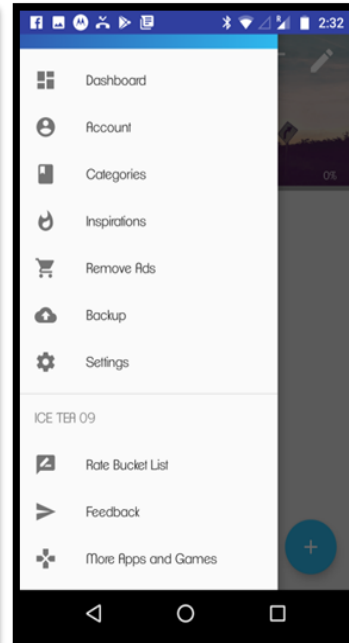 2:32
Dashboard
Account
0%
Categories
Inspirations
Remove Ads
Backup
Settings
ICE TEA 09
Rate Bucket List
Feedback
More Apps and Games